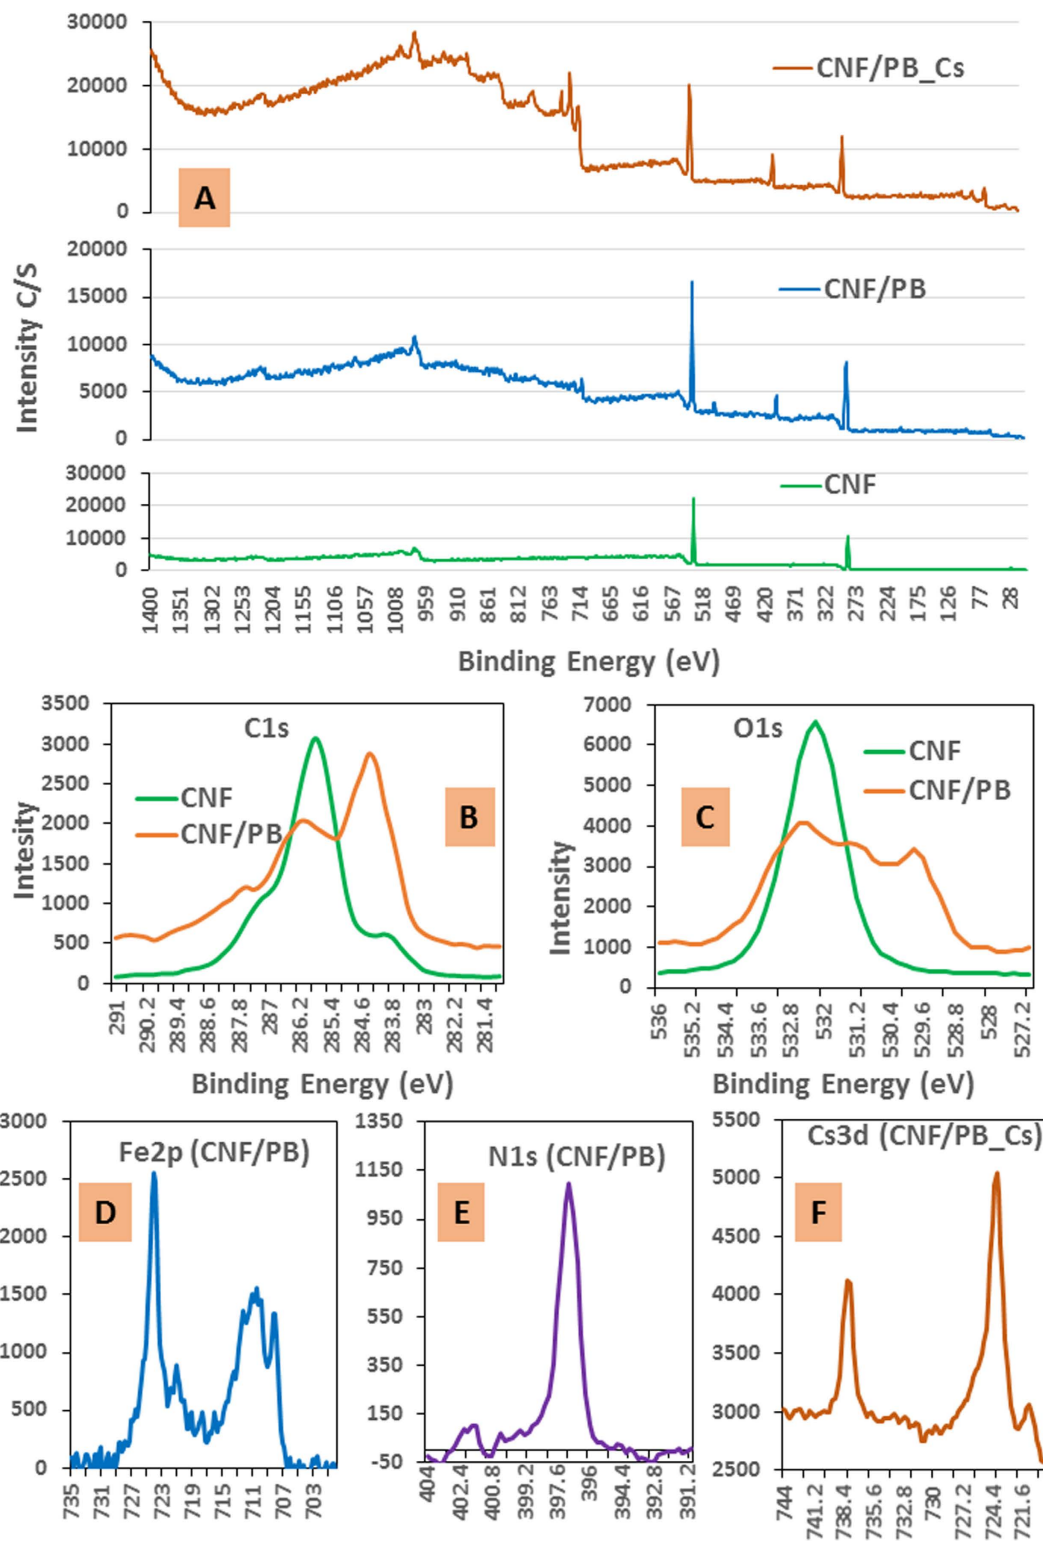 30000
20000
10000
0
CNF/PB_Cs
A
Intensity C/S
20000
15000
10000
5000
0
CNF/PB
30000
20000
10000
0
CNF
1400 1351 1302 1253 1204 1155 1106 1057 1008 959 910 861 812 763 714 665 616 567 518 469 420 371 322 273 224 175 126 77 28
Binding Energy (eV)
3500
3000
2500
2000
1500
1000
500
0
Intesity
C1s
CNF
CNF/PB
B
291 290.2 289.4 288.6 287.8 287 286.2 285.4 284.6 283.8 283 282.2 281.4
Binding Energy (eV)
7000
6000
5000
4000
3000
2000
1000
0
Intensity
O1s
CNF
CNF/PB
C
536 535.2 534.4 533.6 532.8 532 531.2 530.4 529.6 528.8 528 527.2
Binding Energy (eV)
3000
2500
2000
1500
1000
500
0
Fe2p (CNF/PB)
D
735 731 727 723 719 715 711 707 703
1350
1150
950
750
550
350
150
-50
N1s (CNF/PB)
E
404 402.4 400.8 399.2 397.6 396 394.4 392.8 391.2
5500
5000
4500
4000
3500
3000
2500
Cs3d (CNF/PB_Cs)
F
744 741.2 738.4 735.6 732.8 730 727.2 724.4 721.6